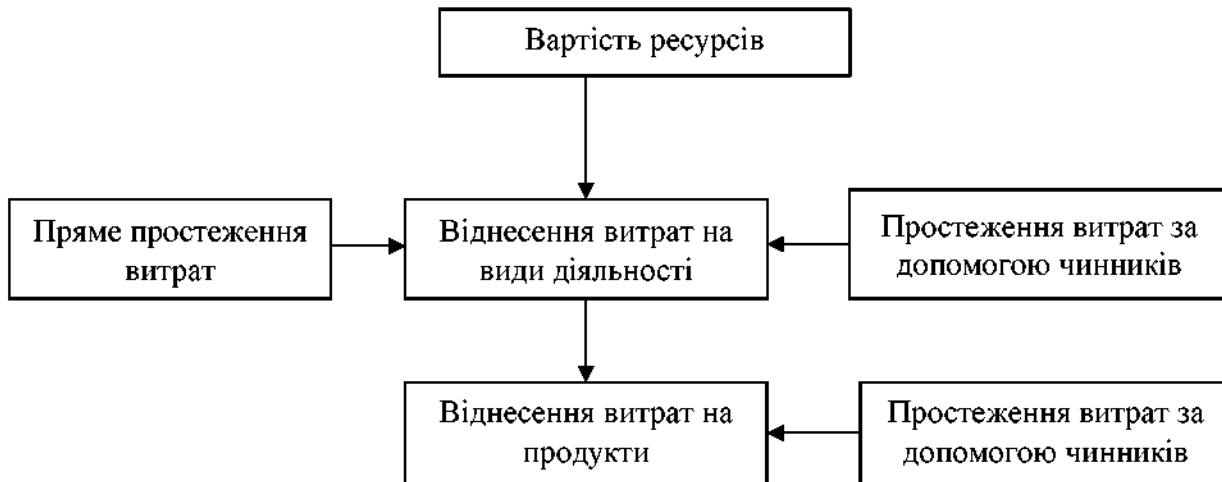 Вартість ресурсів
Пряме простеження
витрат
Віднесення витрат на
види діяльності
Простеження витрат за
допомогою чинників
Віднесення витрат на
продукти
Простеження витрат за
допомогою чинників